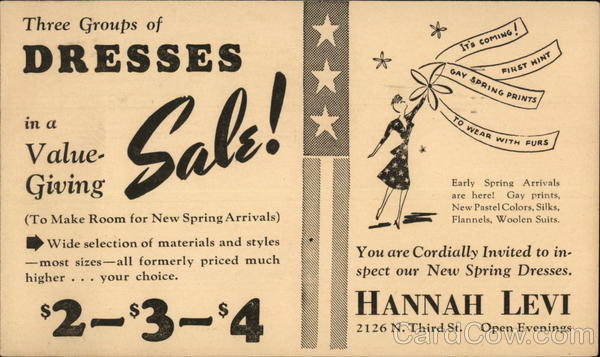 Three Groups of
DRESSES
in a
Value-
Giving
Sale!
(To Make Room for New Spring Arrivals)
Wide selection of materials and styles
—most sizes—all formerly priced much
higher . . . your choice.
$2—$3—$4
IT'S COMING!
FIRST HINT
GAY SPRING PRINTS
TO WEAR WITH FURS
Early Spring Arrivals
are here! Gay prints,
New Pastel Colors, Silks,
Flannels, Woolen Suits.
You are Cordially Invited to in-
spect our New Spring Dresses.
HANNAH LEVI
2126 N. Third St. Open Evenings
CardCow.com